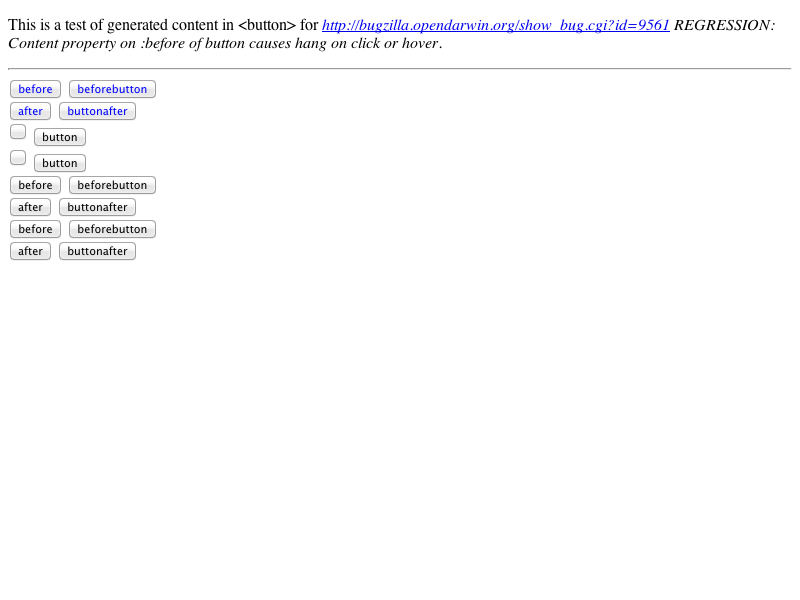 This is a test of generated content in <button> for http://bugzilla.opendarwin.org/show_bug.cgi?id=9561 REGRESSION:
Content property on :before of button causes hang on click or hover.
before beforebutton
after buttonafter
button
button
before beforebutton
after buttonafter
before beforebutton
after buttonafter